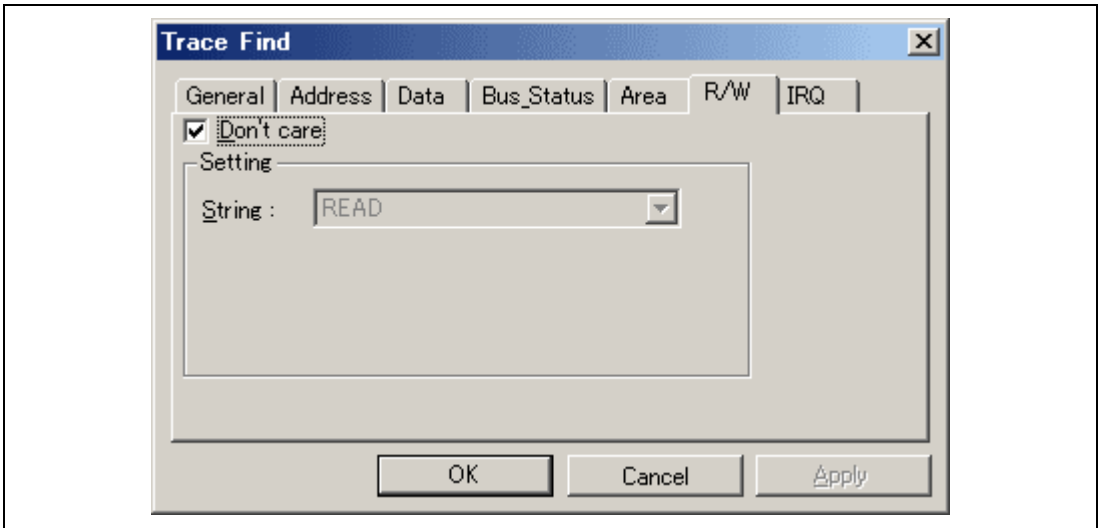 Trace Find
General Address Data Bus_Status Area R/W IRQ
Don't care
Setting
String : READ
OK Cancel Apply